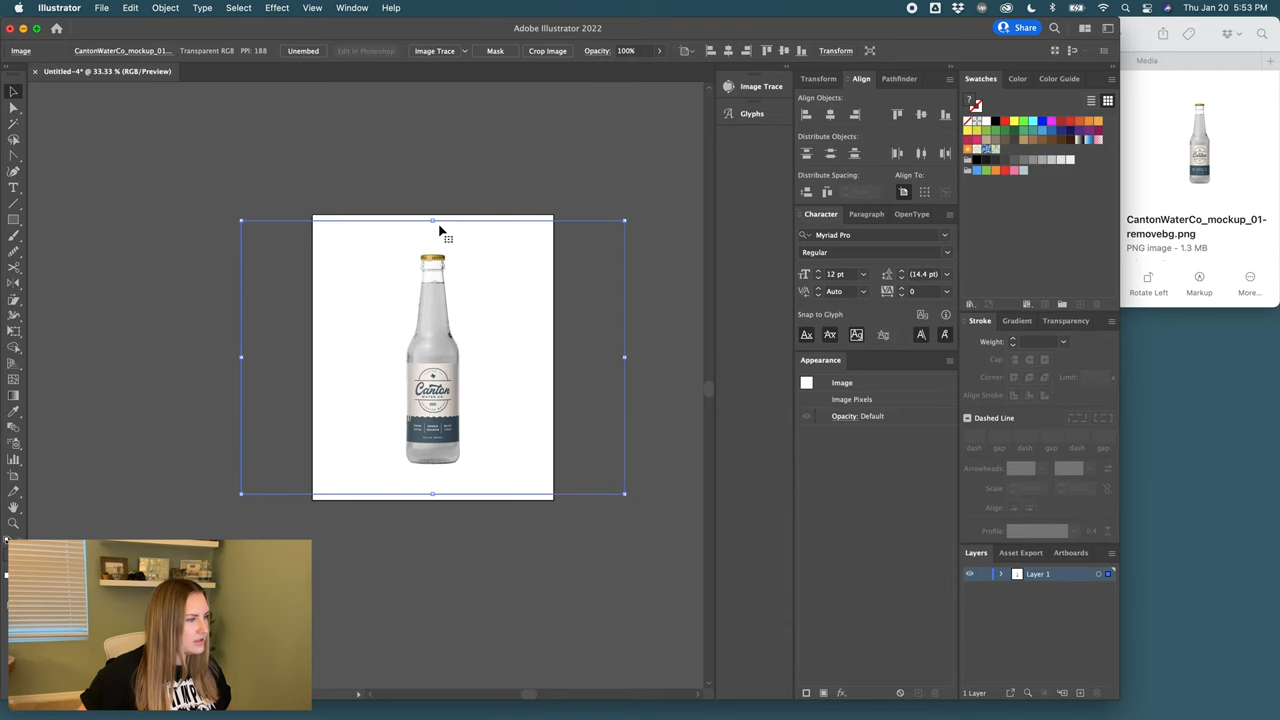 Illustrator File Edit Object Type Select Effect View Window Help
Thu Jan 20 5:53 PM
Adobe Illustrator 2022
Share
Image
CantonWaterCo_mockup_01...
Transparent RGB PPI: 188
Unembed
Edit in Photoshop
Image Trace
Mask
Crop Image
Opacity: 100%
Transform
Untitled-4* @ 33.33 % (RGB/Preview)
Media
Image Trace
Glyphs
Transform Align Pathfinder
Align Objects:
Distribute Objects:
Distribute Spacing:
Align To:
Character Paragraph OpenType
Myriad Pro
Regular
12 pt
(14.4 pt)
Auto
0
Snap to Glyph
Appearance
Image
Image Pixels
Opacity: Default
Swatches Color Color Guide
Stroke Gradient Transparency
Weight:
Cap:
Corner:
Limit:
Align Stroke:
Dashed Line
dash gap dash gap dash gap
Arrowheads:
Scale:
Align:
Profile:
Layers Asset Export Artboards
Layer 1
1 Layer
CantonWaterCo_mockup_01-
removebg.png
PNG image - 1.3 MB
Rotate Left
Markup
More...
Canton
WATER CO